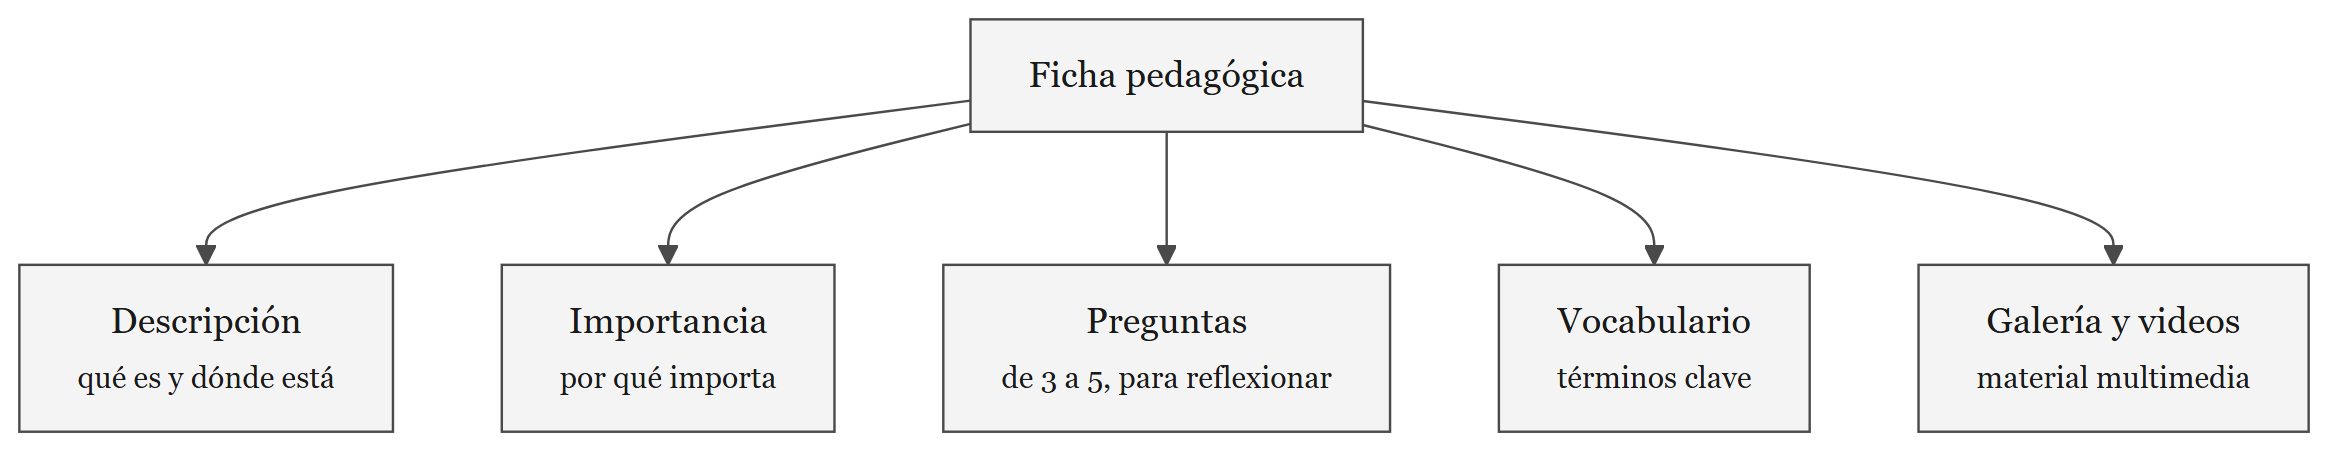 Ficha pedagógica
Descripción
qué es y dónde está
Importancia
por qué importa
Preguntas
de 3 a 5, para reflexionar
Vocabulario
términos clave
Galería y videos
material multimedia